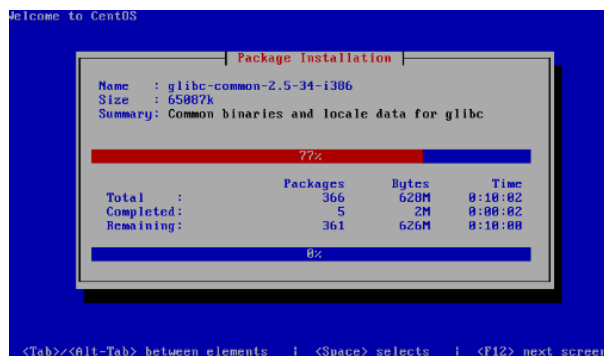 Welcome to CentOS
Package Installation
Name : glibc-common-2.5-34-i386
Size : 65087k
Summary: Common binaries and locale data for glibc
77%
Packages Bytes Time
Total : 366 628M 0:10:02
Completed: 5 2M 0:00:02
Remaining: 361 626M 0:10:00
0%
<Tab>/<Alt-Tab> between elements | <Space> selects | <F12> next screen